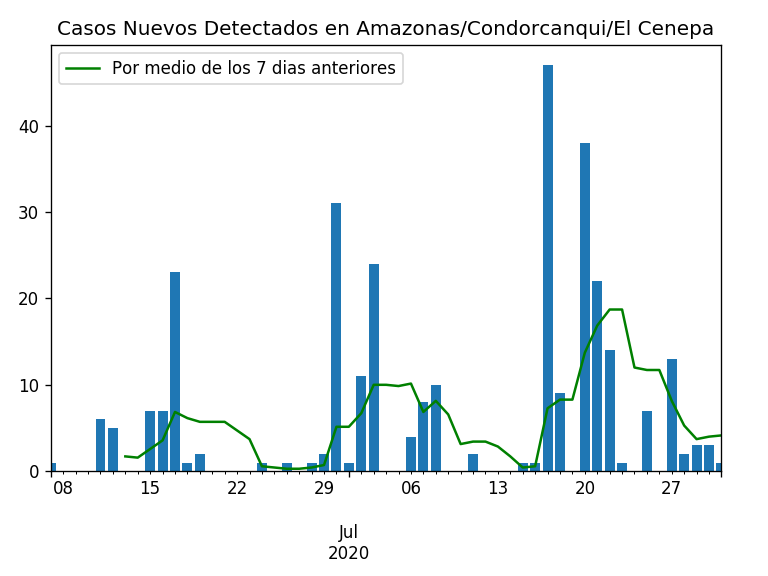 Casos Nuevos Detectados en Amazonas/Condorcanqui/El Cenepa
Por medio de los 7 dias anteriores
40
30
20
10
0
08 15 22 29 06 13 20 27
Jul
2020